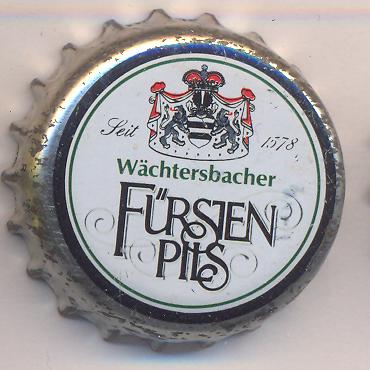 Seit 1578
Wächtersbacher
FÜRSTEN
PILS